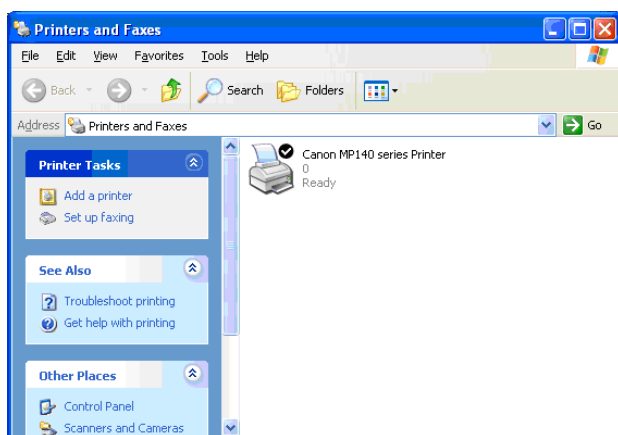 Printers and Faxes
File Edit View Favorites Tools Help
Back Search Folders
Address Printers and Faxes Go
Printer Tasks
Add a printer
Set up faxing
See Also
Troubleshoot printing
Get help with printing
Other Places
Control Panel
Scanners and Cameras
Canon MP140 series Printer
0
Ready